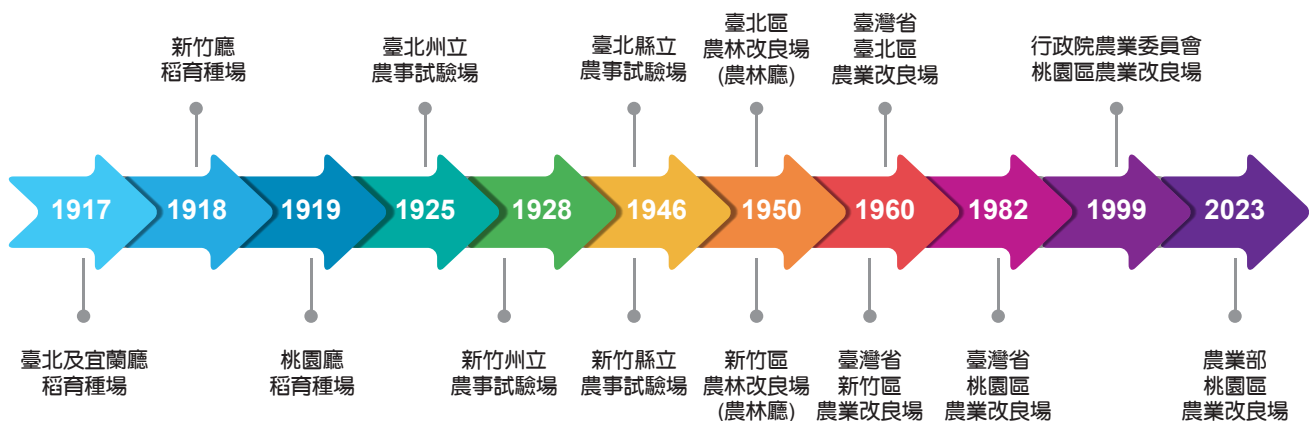 新竹廳
稻育種場
臺北州立
農事試驗場
臺北縣立
農事試驗場
臺北區
農林改良場
(農林廳)
臺灣省
臺北區
農業改良場
行政院農業委員會
桃園區農業改良場
1917
1918
1919
1925
1928
1946
1950
1960
1982
1999
2023
臺北及宜蘭廳
稻育種場
桃園廳
稻育種場
新竹州立
農事試驗場
新竹縣立
農事試驗場
新竹區
農林改良場
(農林廳)
臺灣省
新竹區
農業改良場
臺灣省
桃園區
農業改良場
農業部
桃園區
農業改良場